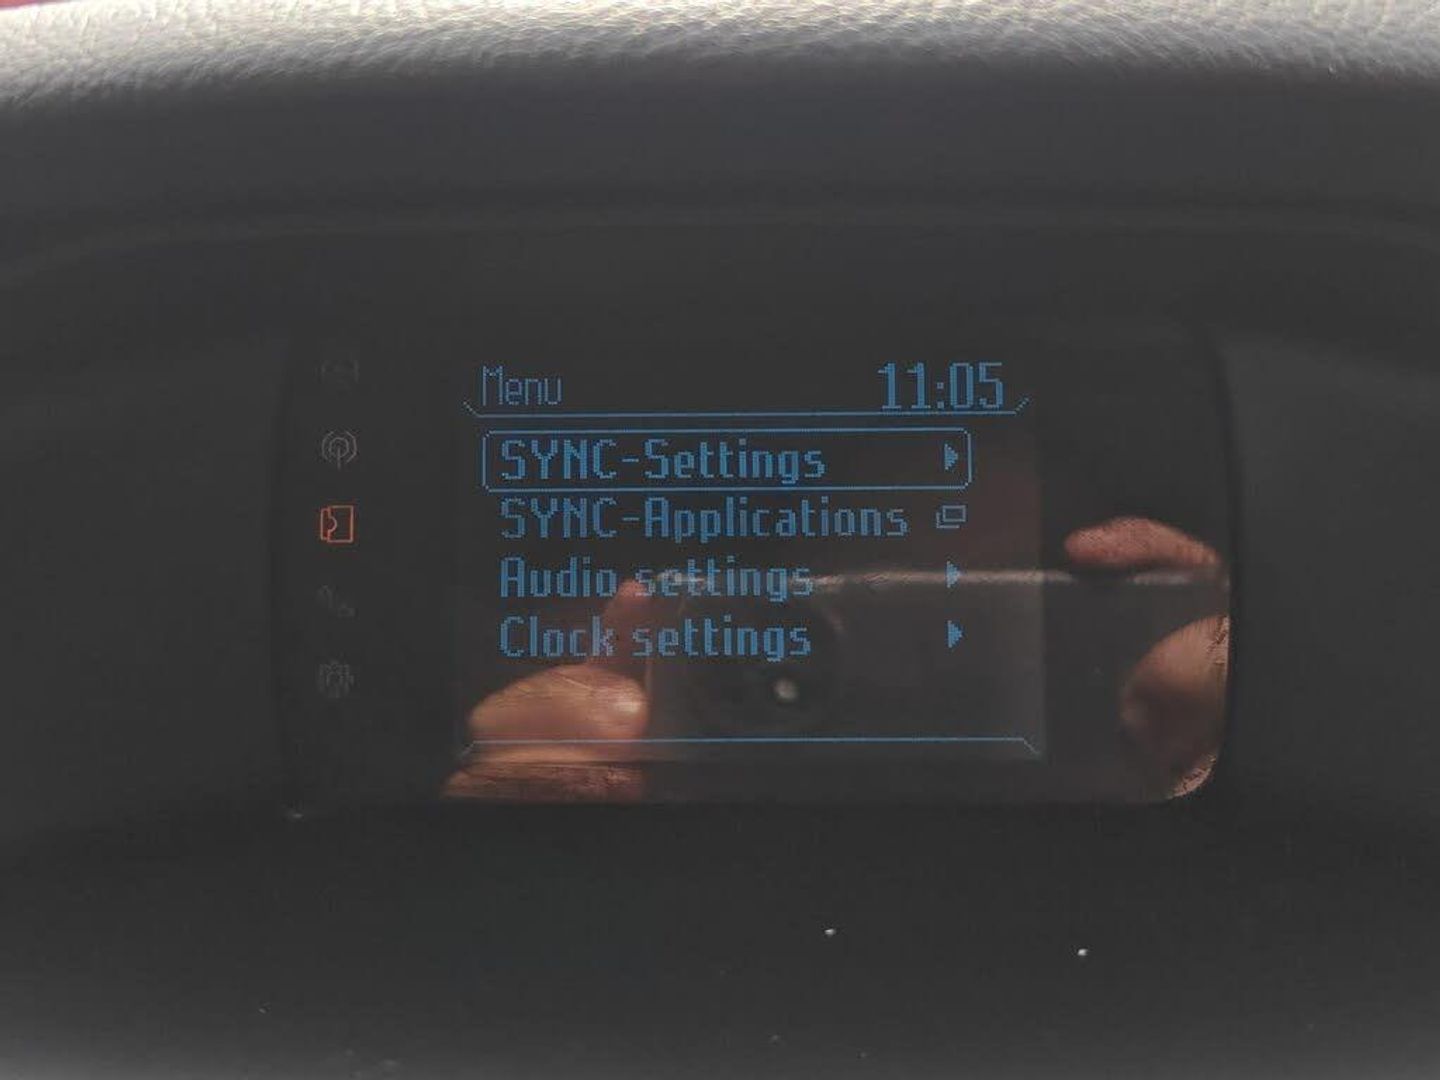 Menu 11:05
SYNC-Settings
SYNC-Applications
Audio settings
Clock settings